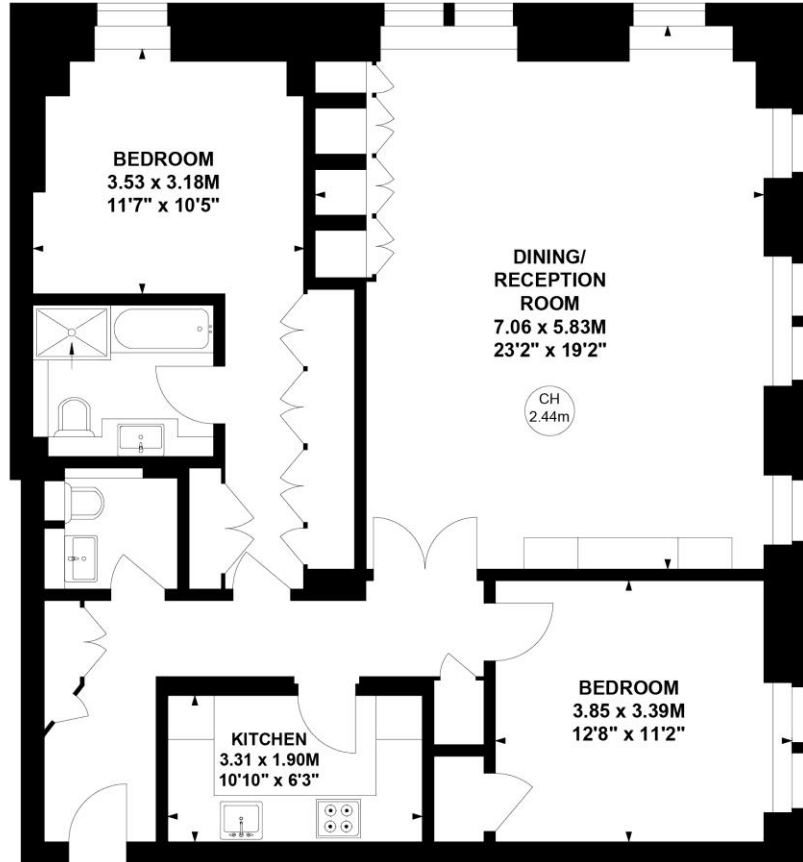 BEDROOM
3.53 x 3.18M
11'7" x 10'5"
DINING/
RECEPTION
ROOM
7.06 x 5.83M
23'2" x 19'2"
CH
2.44m
BEDROOM
3.85 x 3.39M
12'8" x 11'2"
KITCHEN
3.31 x 1.90M
10'10" x 6'3"